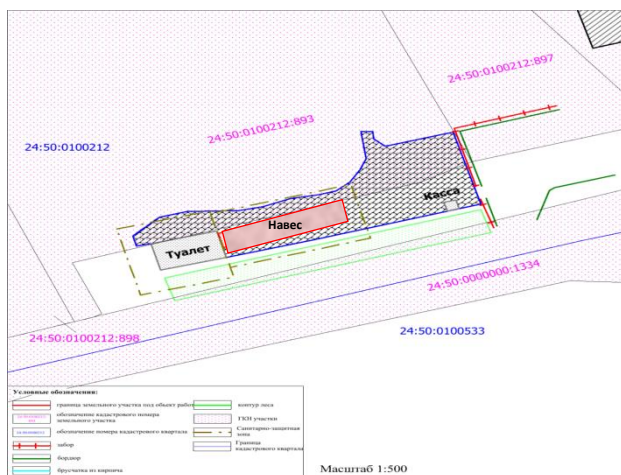 24:50:0100212:897
24:50:0100212:893
24:50:0100212
Касса
Навес
Туалет
24:50:0000000:1334
24:50:0100212:898
24:50:0100533
Условные обозначения:
граница земельного участка под объект работ
контур леса
обозначение кадастрового номера
земельного участка
ГКН участки
обозначение номера кадастрового квартала
Санитарно-защитная
зона
забор
Граница
кадастрового квартала
бордюр
брусчатка из кирпича
Масштаб 1:500